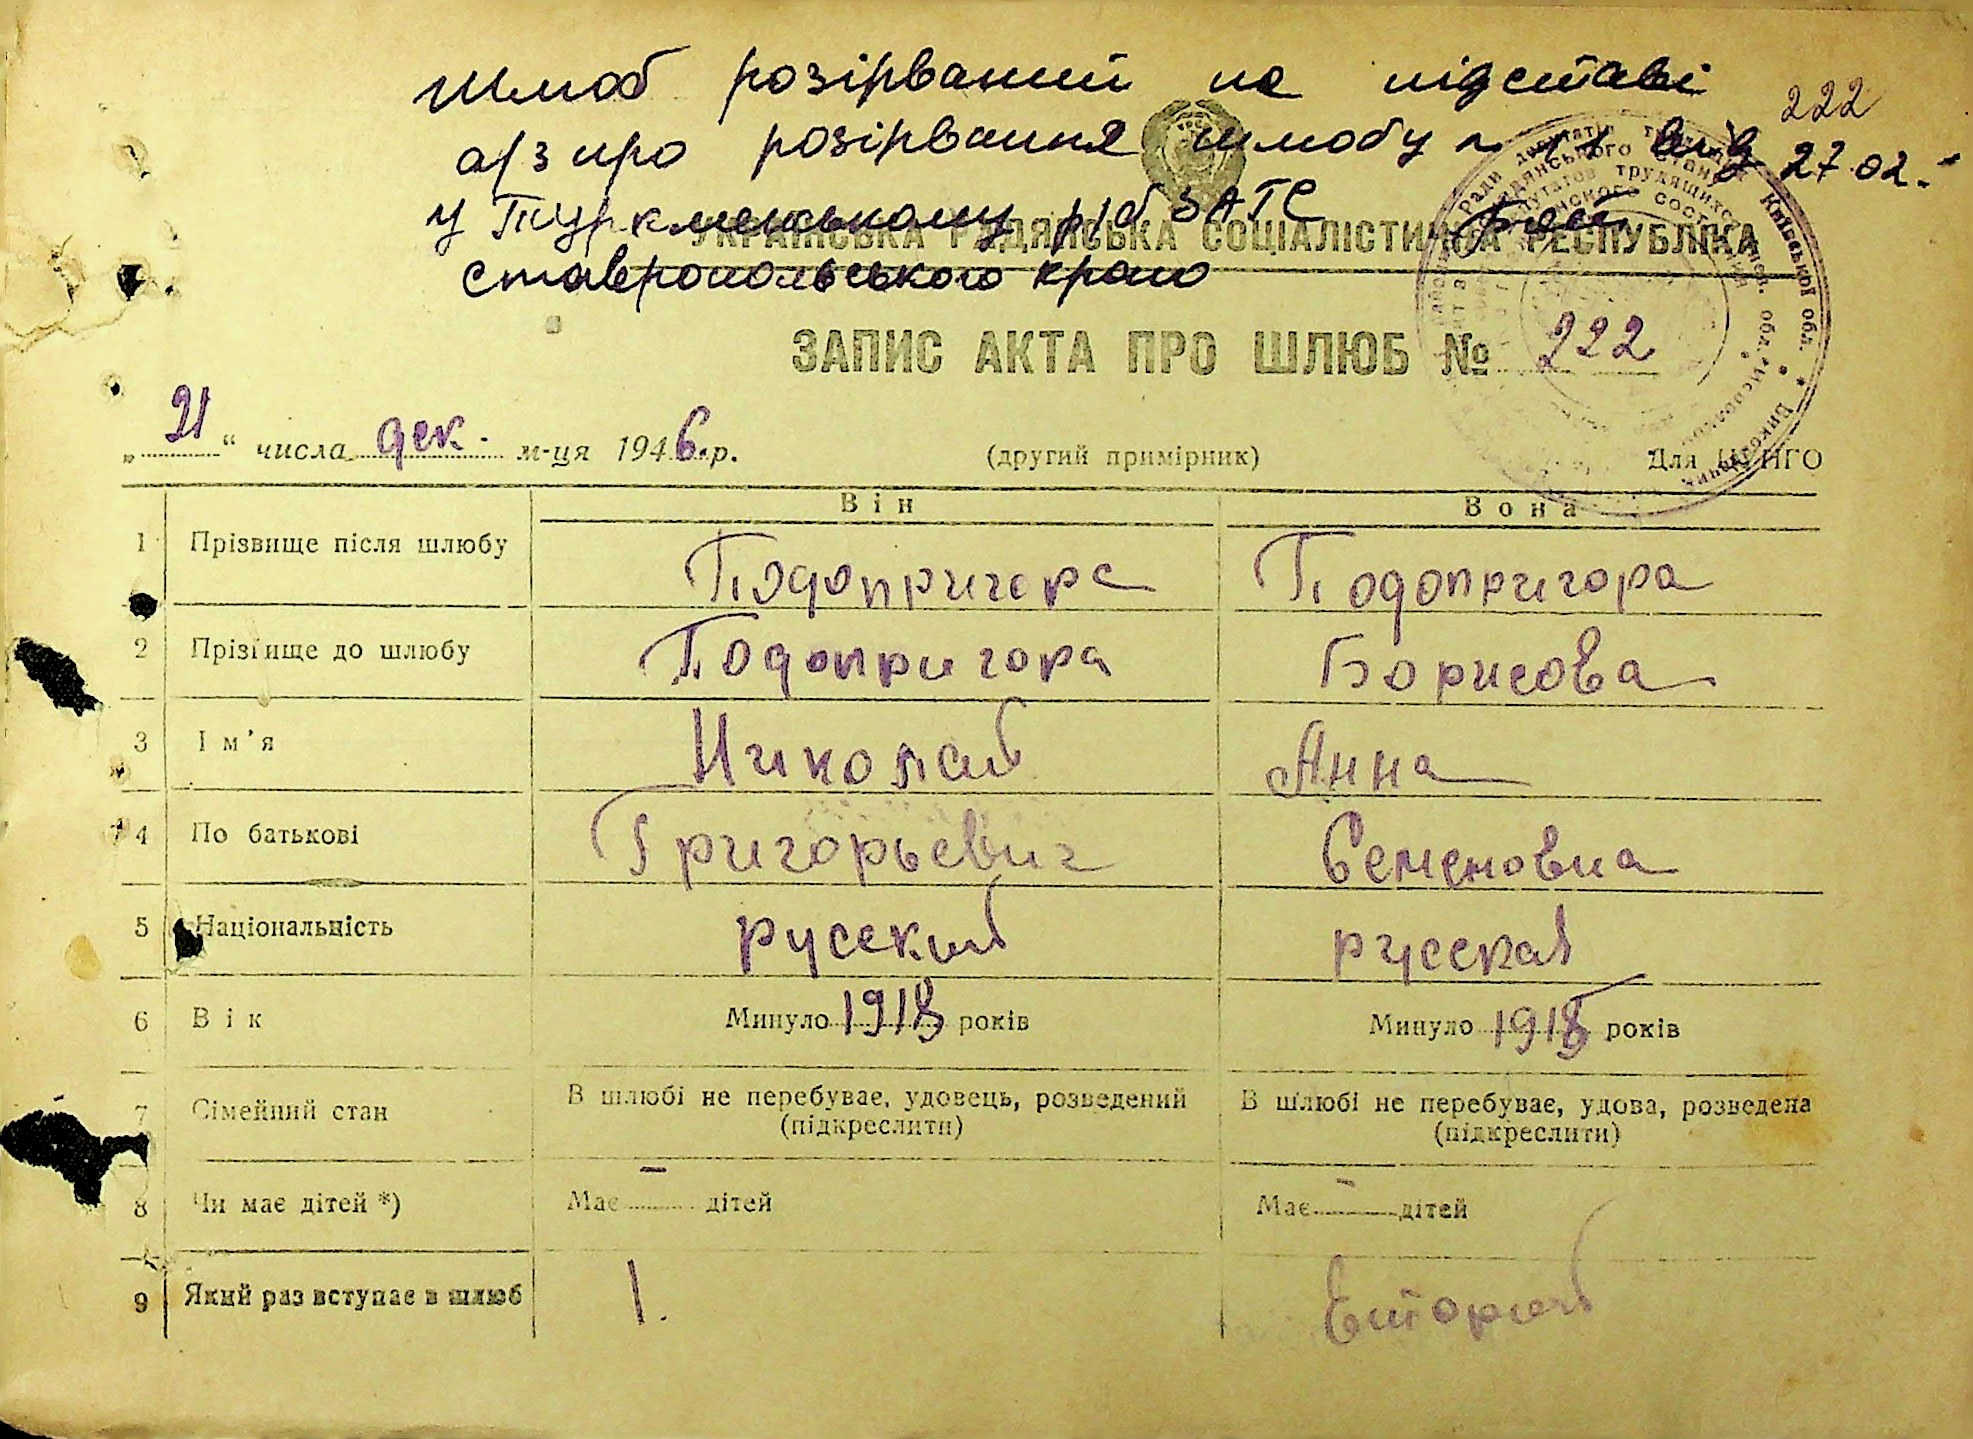 Шлюб розірваний на підставі
222
а/з про розірвання шлюбу n від 27.02.
у Туркменському р/б ЗАГС
УКРАЇНСЬКА РАДЯНСЬКА СОЦІАЛІСТИЧНА РЕСПУБЛІКА
Ставропольського краю
ЗАПИС АКТА ПРО ШЛЮБ № 222
„ 21 “ числа дек. м-ця 1946 р. (другий примірник) Для
Він Вона
1 Прізвище після шлюбу Подопригора Подопригора
2 Прізвище до шлюбу Подопригора Борисова
3 Ім’я Николай Анна
4 По батькові Григорьевич Семеновна
5 Національність русский русская
6 Вік Минуло 1918 років Минуло 1918 років
7 Сімейний стан В шлюбі не перебуває, удовець, розведений (підкреслити) В шлюбі не перебуває, удова, розведена (підкреслити)
8 Чи має дітей *) Має — дітей Має — дітей
9 Який раз вступає в шлюб 1. Второй